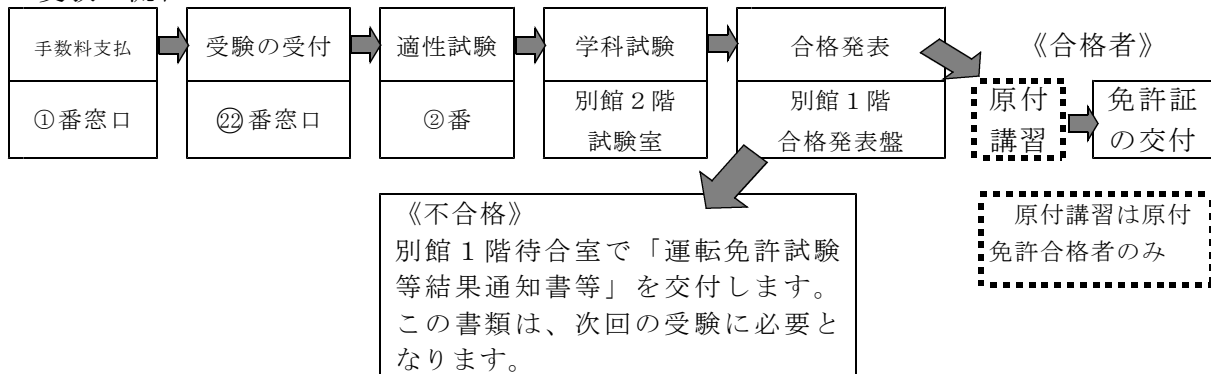 手数料支払
①番窓口
受験の受付
㉒番窓口
適性試験
②番
学科試験
別館２階
試験室
合格発表
別館１階
合格発表盤
《合格者》
原付
講習
免許証
の交付
原付講習は原付
免許合格者のみ
《不合格》
別館１階待合室で「運転免許試験
等結果通知書等」を交付します。
この書類は、次回の受験に必要と
なります。